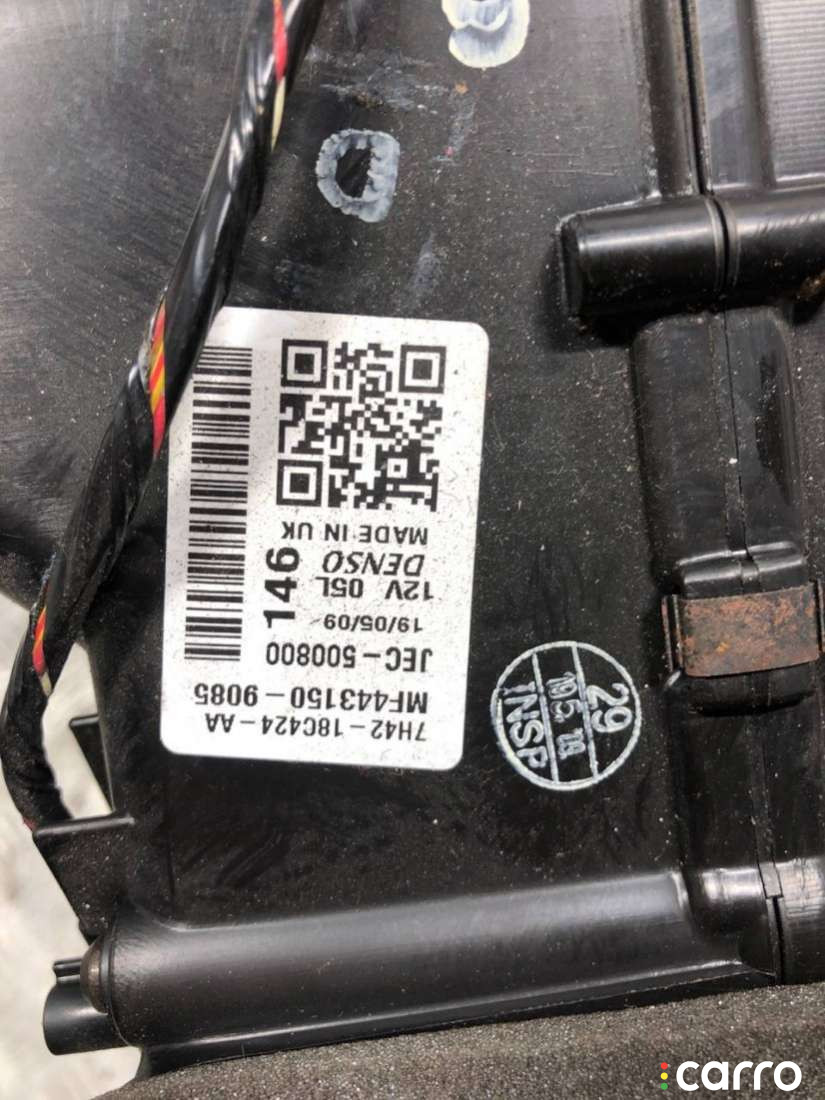 7H42-18C424-AA
MF443150-9085
JEC-500800
19/05/09
12V 05L
146
DENSO
MADE IN UK
29
INSP
D
carro